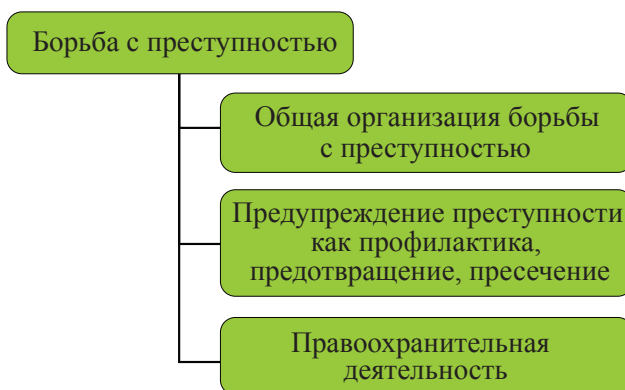 Борьба с преступностью
Общая организация борьбы
с преступностью
Предупреждение преступности
как профилактика,
предотвращение, пресечение
Правоохранительная
деятельность